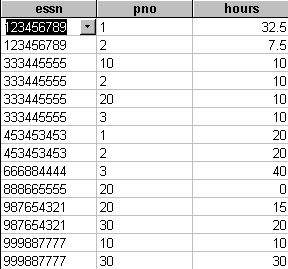 essn pno hours
123456789 1 32.5
123456789 2 7.5
333445555 10 10
333445555 2 10
333445555 20 10
333445555 3 10
453453453 1 20
453453453 2 20
666884444 3 40
888665555 20 0
987654321 20 15
987654321 30 20
999887777 10 10
999887777 30 30